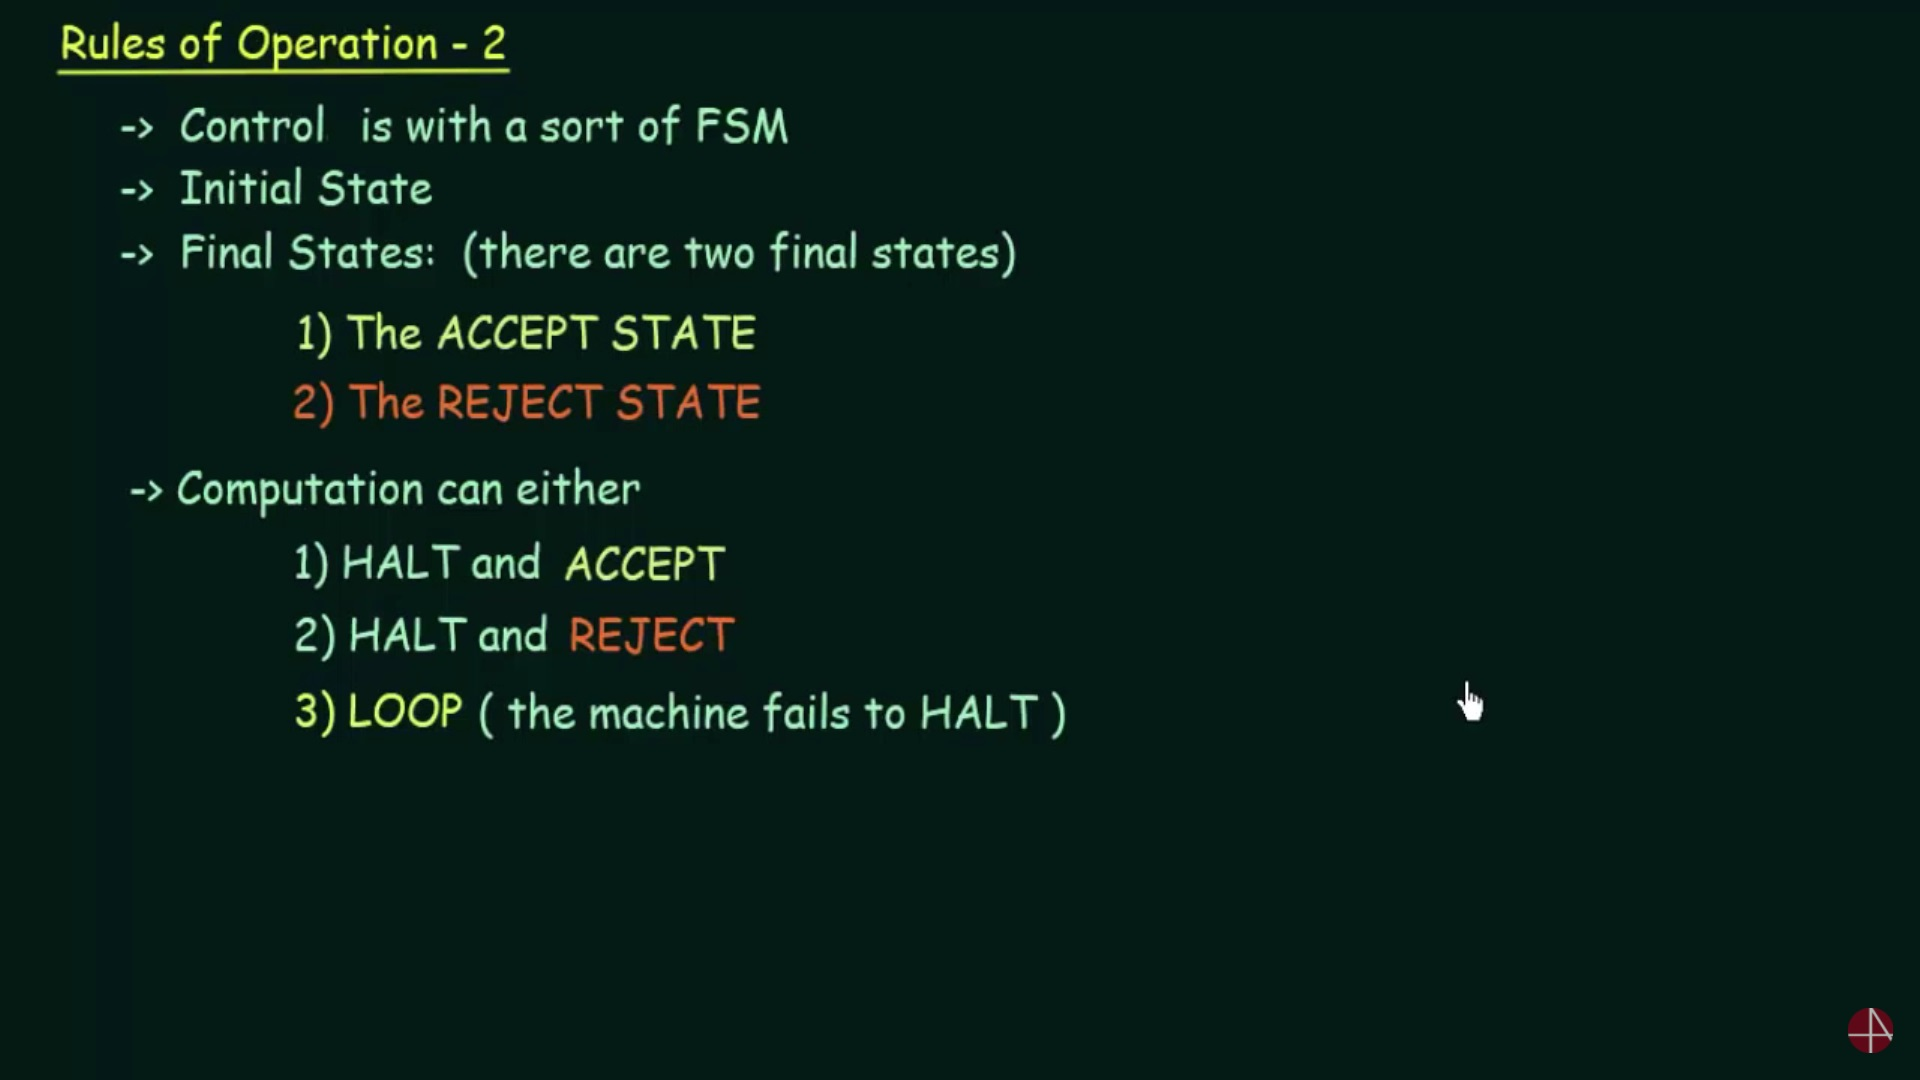 Rules of Operation - 2
-> Control is with a sort of FSM
-> Initial State
-> Final States: (there are two final states)
1) The ACCEPT STATE
2) The REJECT STATE
-> Computation can either
1) HALT and ACCEPT
2) HALT and REJECT
3) LOOP ( the machine fails to HALT )